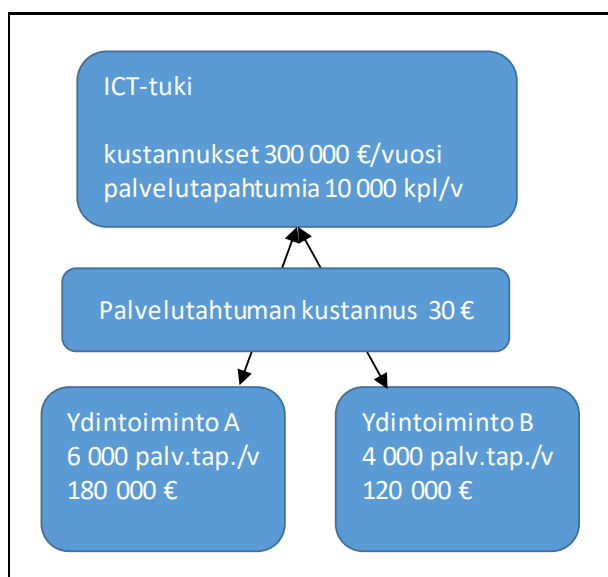 ICT-tuki
kustannukset 300 000 €/vuosi
palvelutapahtumia 10 000 kpl/v
Palvelutahtuman kustannus 30 €
Ydintoiminto A
6 000 palv.tap./v
180 000 €
Ydintoiminto B
4 000 palv.tap./v
120 000 €